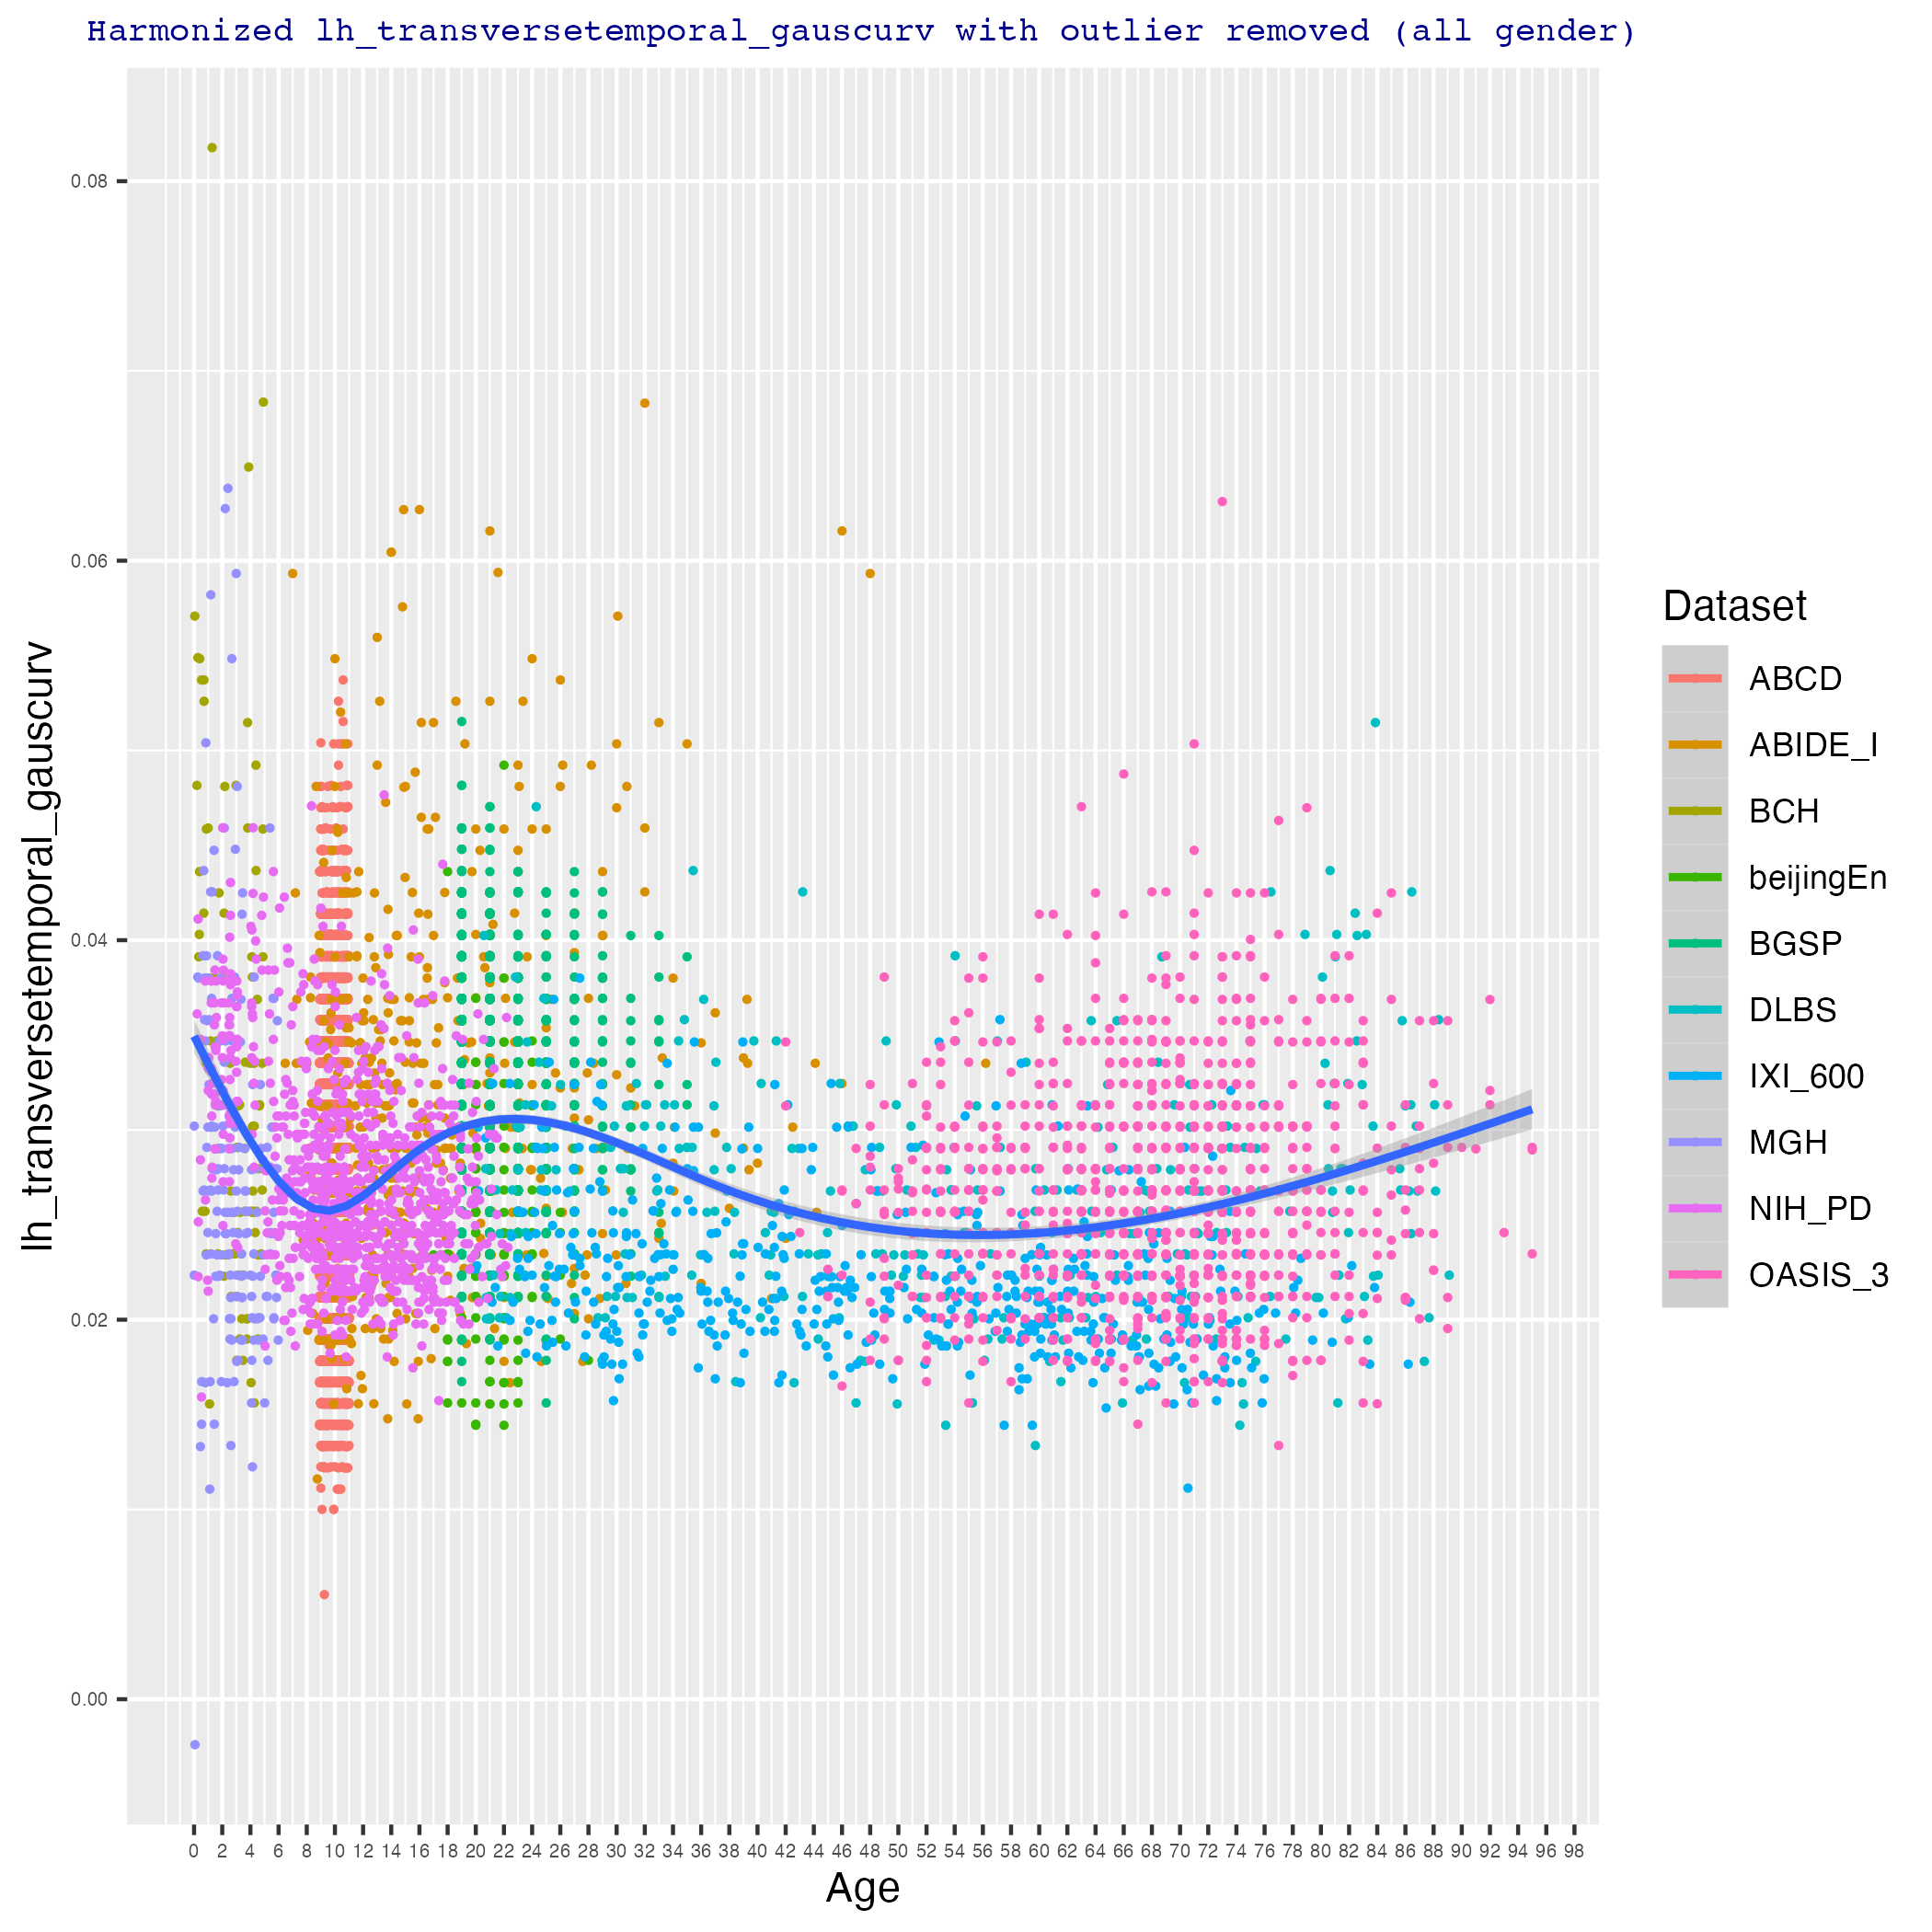 Harmonized lh_transversetemporal_gauscurv with outlier removed (all gender)
lh_transversetemporal_gauscurv
0.08
0.06
0.04
0.02
0.00
0 2 4 6 8 10 12 14 16 18 20 22 24 26 28 30 32 34 36 38 40 42 44 46 48 50 52 54 56 58 60 62 64 66 68 70 72 74 76 78 80 82 84 86 88 90 92 94 96 98
Age
Dataset
ABCD
ABIDE_I
BCH
beijingEn
BGSP
DLBS
IXI_600
MGH
NIH_PD
OASIS_3